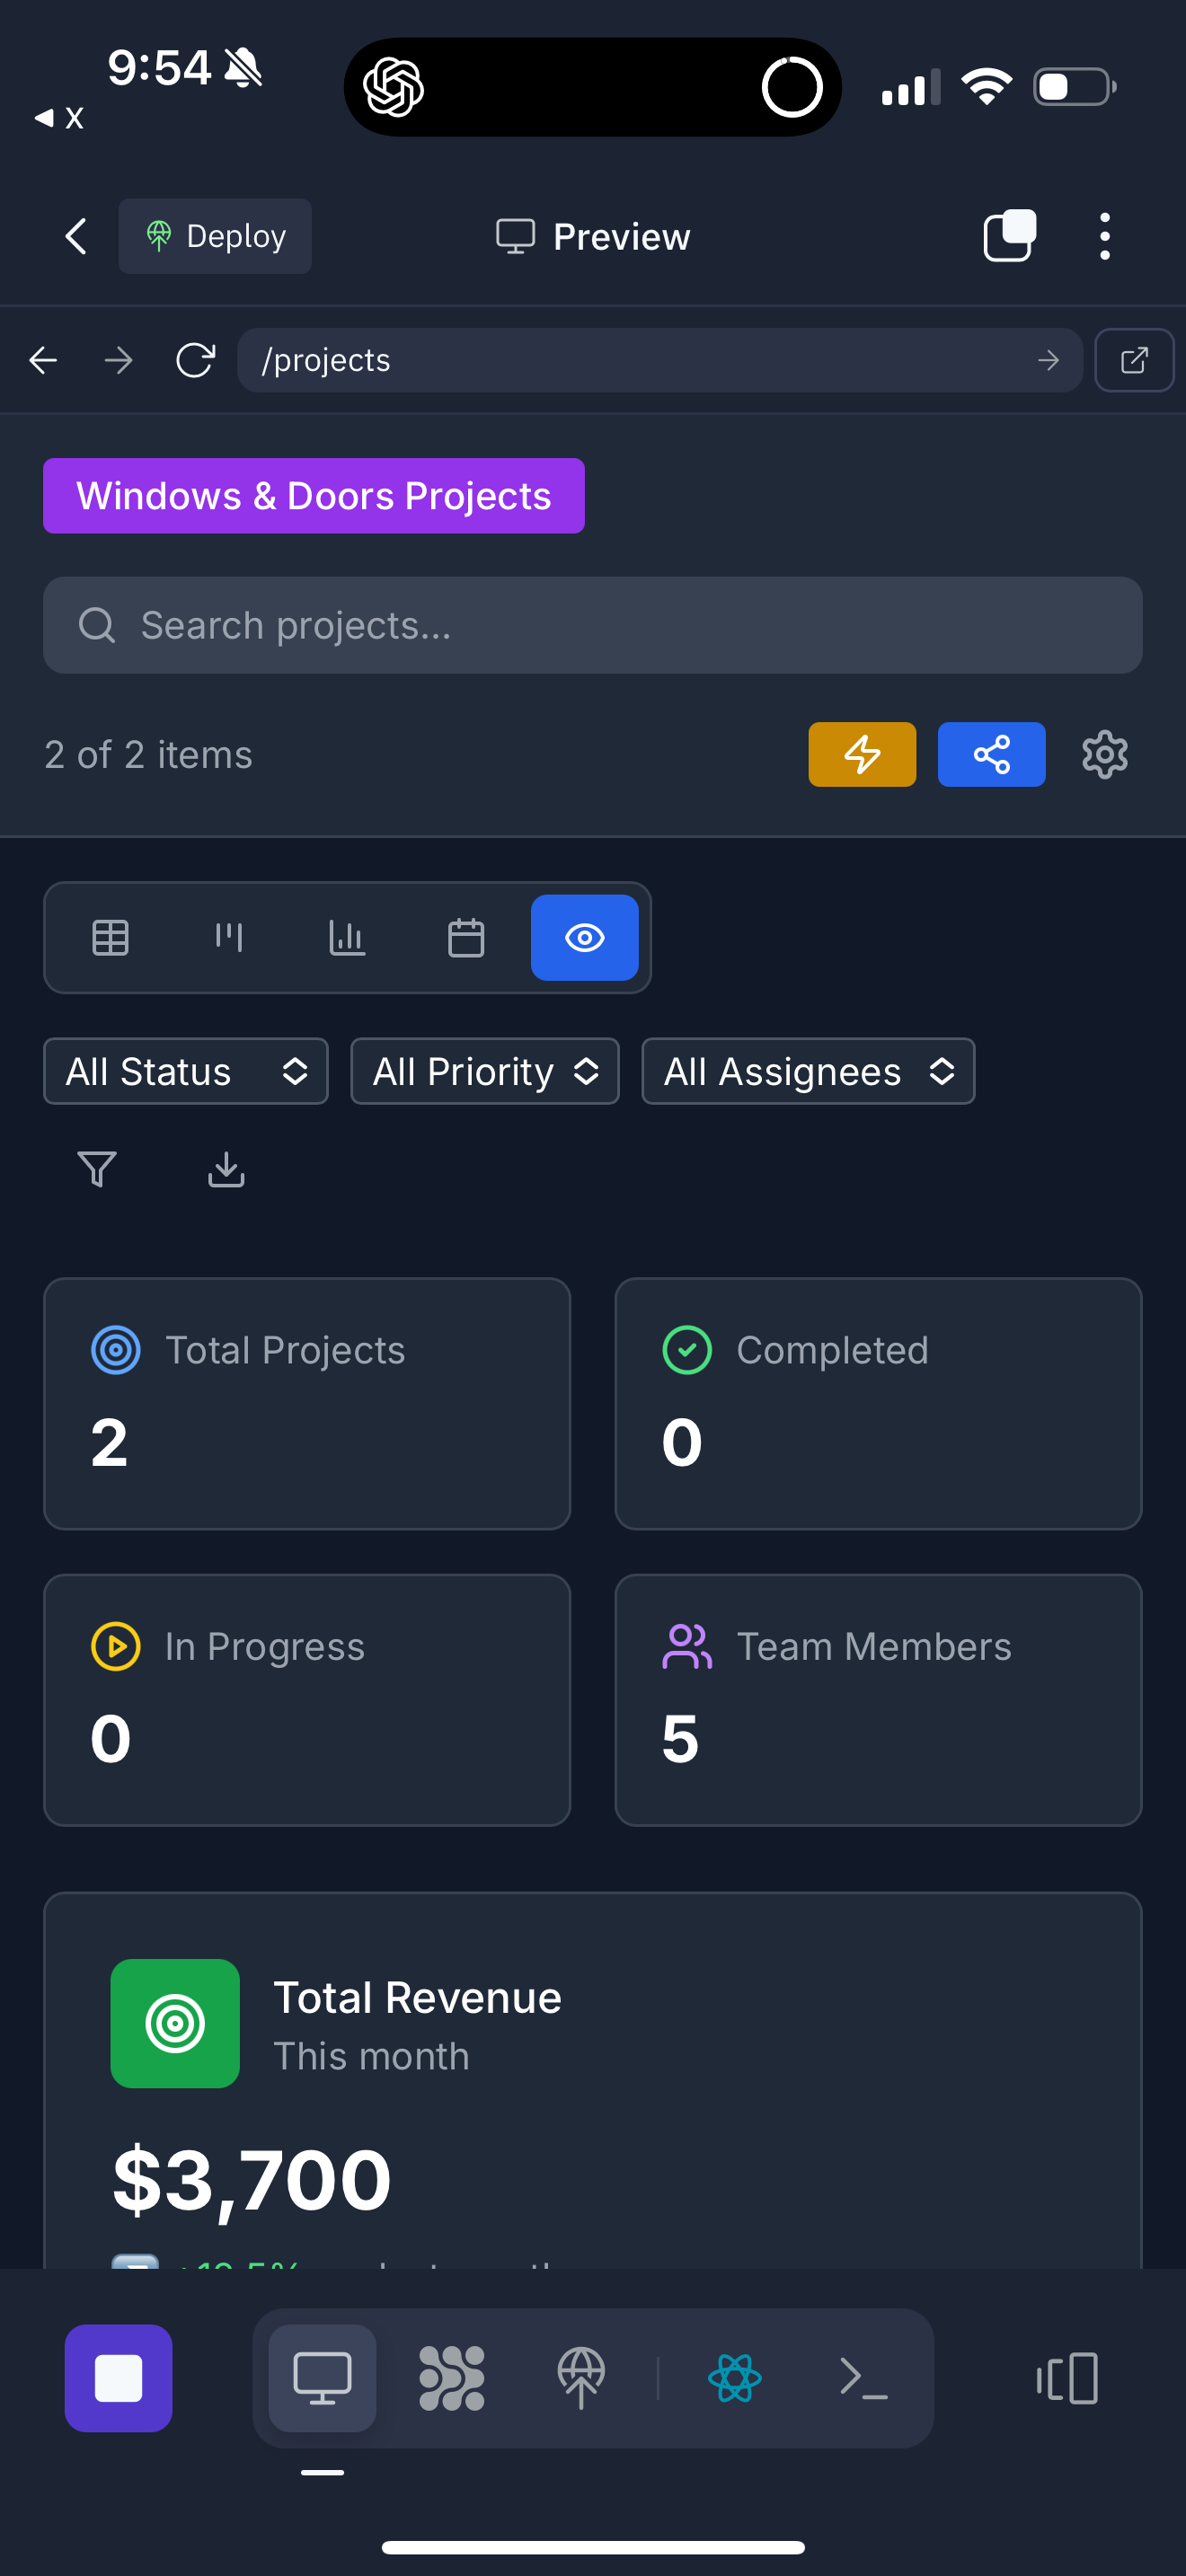 9:54
◀ X
Deploy
Preview
/projects
Windows & Doors Projects
Search projects...
2 of 2 items
All Status
All Priority
All Assignees
Total Projects
2
Completed
0
In Progress
0
Team Members
5
Total Revenue
This month
$3,700